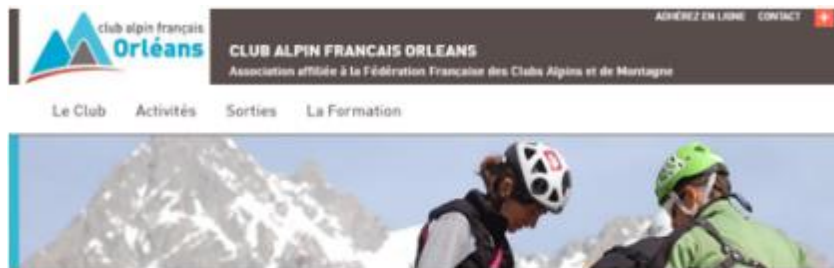 ADHÉREZ EN LIGNE CONTACT +
club alpin français
Orléans
CLUB ALPIN FRANCAIS ORLEANS
Association affiliée à la Fédération Française des Clubs Alpins et de Montagne
Le Club Activités Sorties La Formation